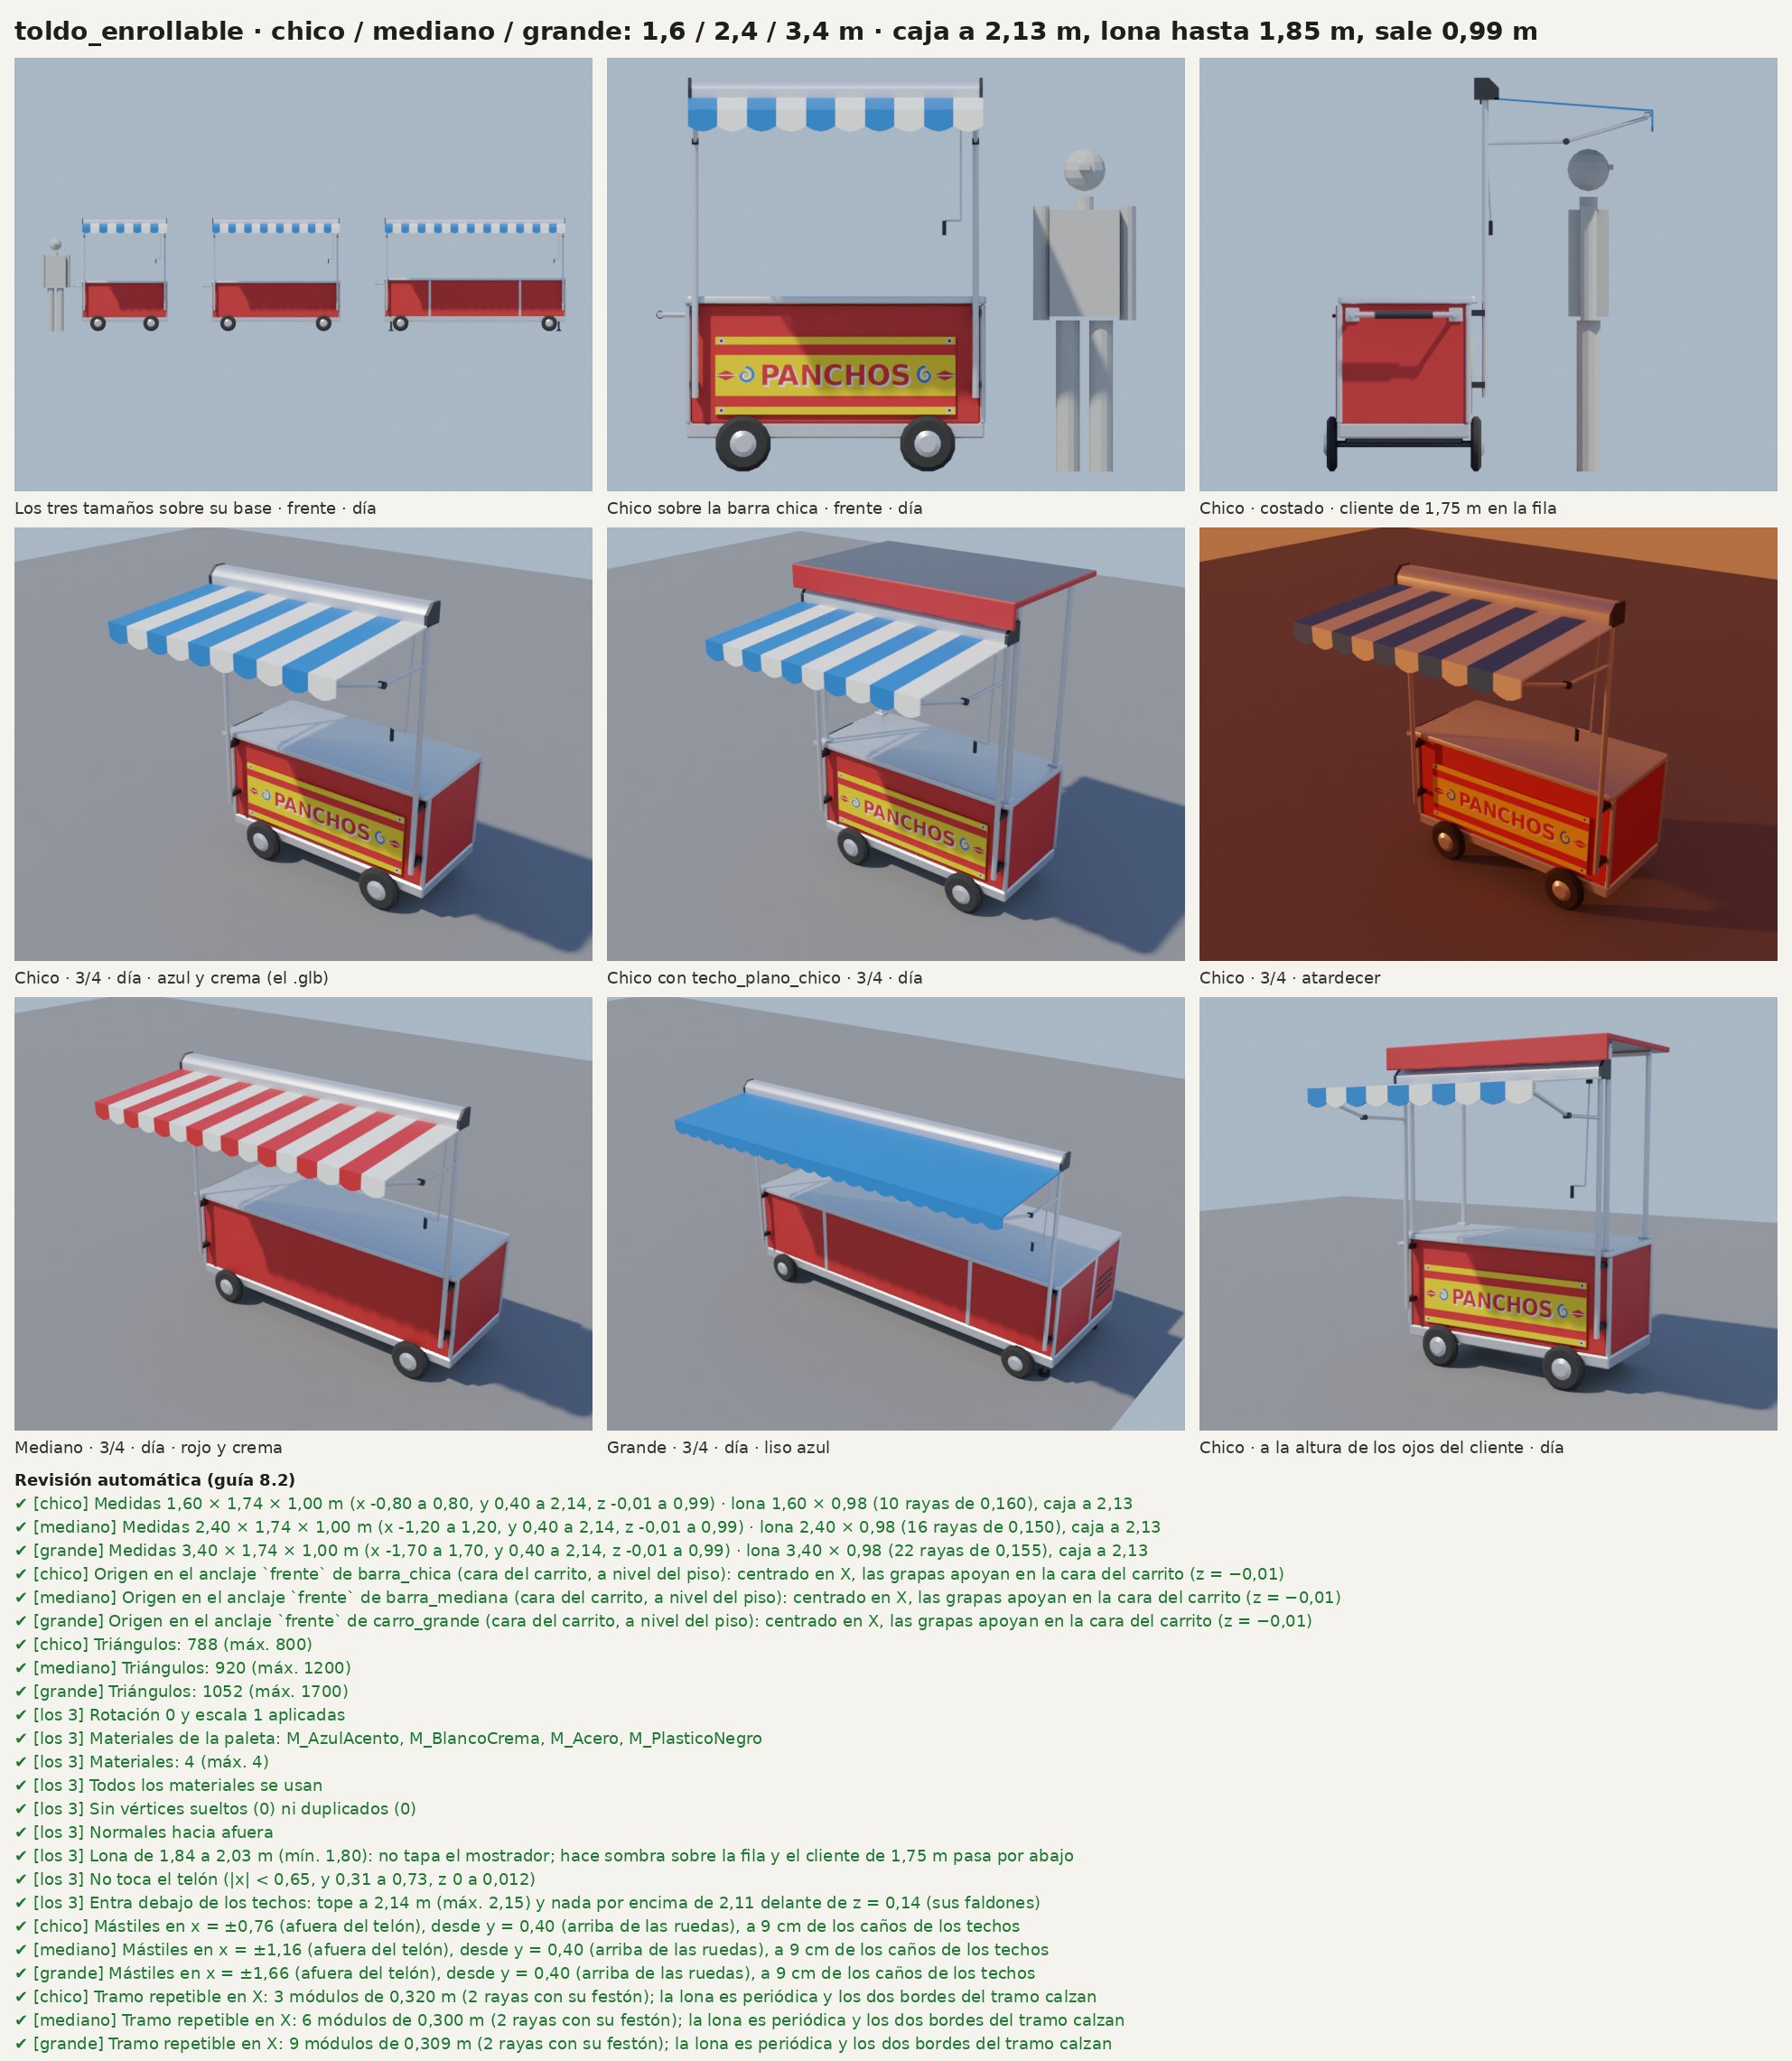 toldo_enrollable · chico / mediano / grande: 1,6 / 2,4 / 3,4 m · caja a 2,13 m, lona hasta 1,85 m, sale 0,99 m
PANCHOS
Los tres tamaños sobre su base · frente · día
Chico sobre la barra chica · frente · día
Chico · costado · cliente de 1,75 m en la fila
PANCHOS
PANCHOS
PANCHOS
Chico · 3/4 · día · azul y crema (el .glb)
Chico con techo_plano_chico · 3/4 · día
Chico · 3/4 · atardecer
PANCHOS
Mediano · 3/4 · día · rojo y crema
Grande · 3/4 · día · liso azul
Chico · a la altura de los ojos del cliente · día
Revisión automática (guía 8.2)
✔ [chico] Medidas 1,60 × 1,74 × 1,00 m (x -0,80 a 0,80, y 0,40 a 2,14, z -0,01 a 0,99) · lona 1,60 × 0,98 (10 rayas de 0,160), caja a 2,13
✔ [mediano] Medidas 2,40 × 1,74 × 1,00 m (x -1,20 a 1,20, y 0,40 a 2,14, z -0,01 a 0,99) · lona 2,40 × 0,98 (16 rayas de 0,150), caja a 2,13
✔ [grande] Medidas 3,40 × 1,74 × 1,00 m (x -1,70 a 1,70, y 0,40 a 2,14, z -0,01 a 0,99) · lona 3,40 × 0,98 (22 rayas de 0,155), caja a 2,13
✔ [chico] Origen en el anclaje `frente` de barra_chica (cara del carrito, a nivel del piso): centrado en X, las grapas apoyan en la cara del carrito (z = −0,01)
✔ [mediano] Origen en el anclaje `frente` de barra_mediana (cara del carrito, a nivel del piso): centrado en X, las grapas apoyan en la cara del carrito (z = −0,01)
✔ [grande] Origen en el anclaje `frente` de carro_grande (cara del carrito, a nivel del piso): centrado en X, las grapas apoyan en la cara del carrito (z = −0,01)
✔ [chico] Triángulos: 788 (máx. 800)
✔ [mediano] Triángulos: 920 (máx. 1200)
✔ [grande] Triángulos: 1052 (máx. 1700)
✔ [los 3] Rotación 0 y escala 1 aplicadas
✔ [los 3] Materiales de la paleta: M_AzulAcento, M_BlancoCrema, M_Acero, M_PlasticoNegro
✔ [los 3] Materiales: 4 (máx. 4)
✔ [los 3] Todos los materiales se usan
✔ [los 3] Sin vértices sueltos (0) ni duplicados (0)
✔ [los 3] Normales hacia afuera
✔ [los 3] Lona de 1,84 a 2,03 m (mín. 1,80): no tapa el mostrador; hace sombra sobre la fila y el cliente de 1,75 m pasa por abajo
✔ [los 3] No toca el telón (|x| < 0,65, y 0,31 a 0,73, z 0 a 0,012)
✔ [los 3] Entra debajo de los techos: tope a 2,14 m (máx. 2,15) y nada por encima de 2,11 delante de z = 0,14 (sus faldones)
✔ [chico] Mástiles en x = ±0,76 (afuera del telón), desde y = 0,40 (arriba de las ruedas), a 9 cm de los caños de los techos
✔ [mediano] Mástiles en x = ±1,16 (afuera del telón), desde y = 0,40 (arriba de las ruedas), a 9 cm de los caños de los techos
✔ [grande] Mástiles en x = ±1,66 (afuera del telón), desde y = 0,40 (arriba de las ruedas), a 9 cm de los caños de los techos
✔ [chico] Tramo repetible en X: 3 módulos de 0,320 m (2 rayas con su festón); la lona es periódica y los dos bordes del tramo calzan
✔ [mediano] Tramo repetible en X: 6 módulos de 0,300 m (2 rayas con su festón); la lona es periódica y los dos bordes del tramo calzan
✔ [grande] Tramo repetible en X: 9 módulos de 0,309 m (2 rayas con su festón); la lona es periódica y los dos bordes del tramo calzan